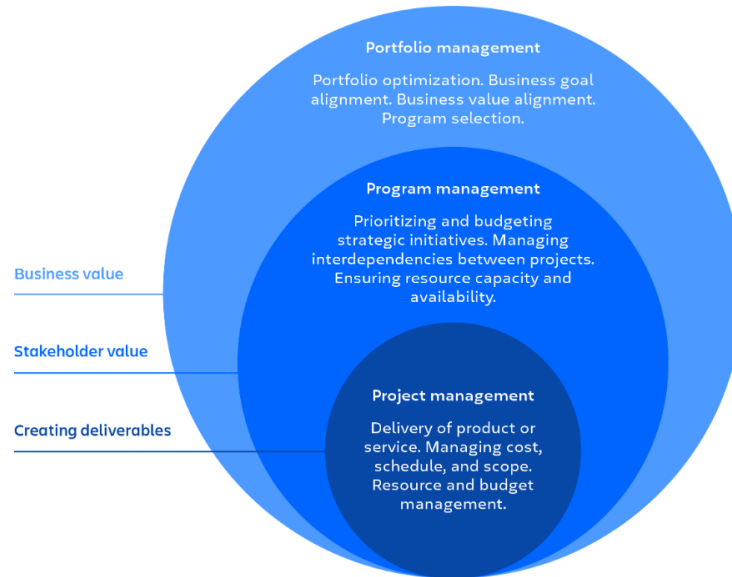 Portfolio management
Portfolio optimization. Business goal
alignment. Business value alignment.
Program selection.
Program management
Prioritizing and budgeting
strategic initiatives. Managing
interdependencies between projects.
Ensuring resource capacity and
availability.
Business value
Stakeholder value
Project management
Creating deliverables
Delivery of product or
service. Managing cost,
schedule, and scope.
Resource and budget
management.